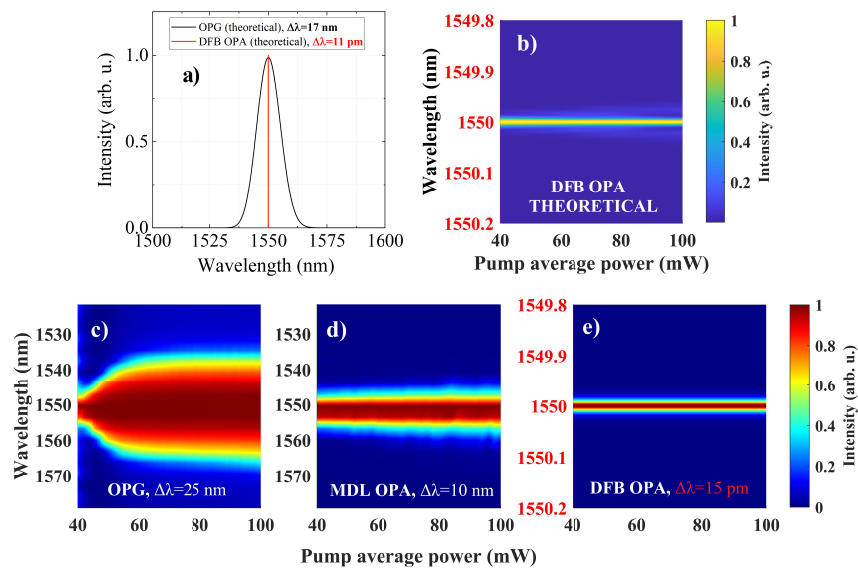 OPG (theoretical), Δλ=17 nm
DFB OPA (theoretical), Δλ=11 pm
a)
Intensity (arb. u.)
1.0
0.5
0.0
1500
1525
1550
1575
1600
Wavelength (nm)
b)
Wavelength (nm)
1549.8
1549.9
1550
1550.1
1550.2
DFB OPA
THEORETICAL
40
60
80
100
Pump average power (mW)
1
0.8
0.6
0.4
0.2
Intensity (arb. u.)
c)
Wavelength (nm)
1530
1540
1550
1560
1570
OPG, Δλ=25 nm
40
60
80
100
d)
1530
1540
1550
1560
1570
MDL OPA, Δλ=10 nm
40
60
80
100
e)
1549.8
1549.9
1550
1550.1
1550.2
DFB OPA, Δλ=15 pm
40
60
80
100
1
0.8
0.6
0.4
0.2
0
Intensity (arb. u.)
Pump average power (mW)